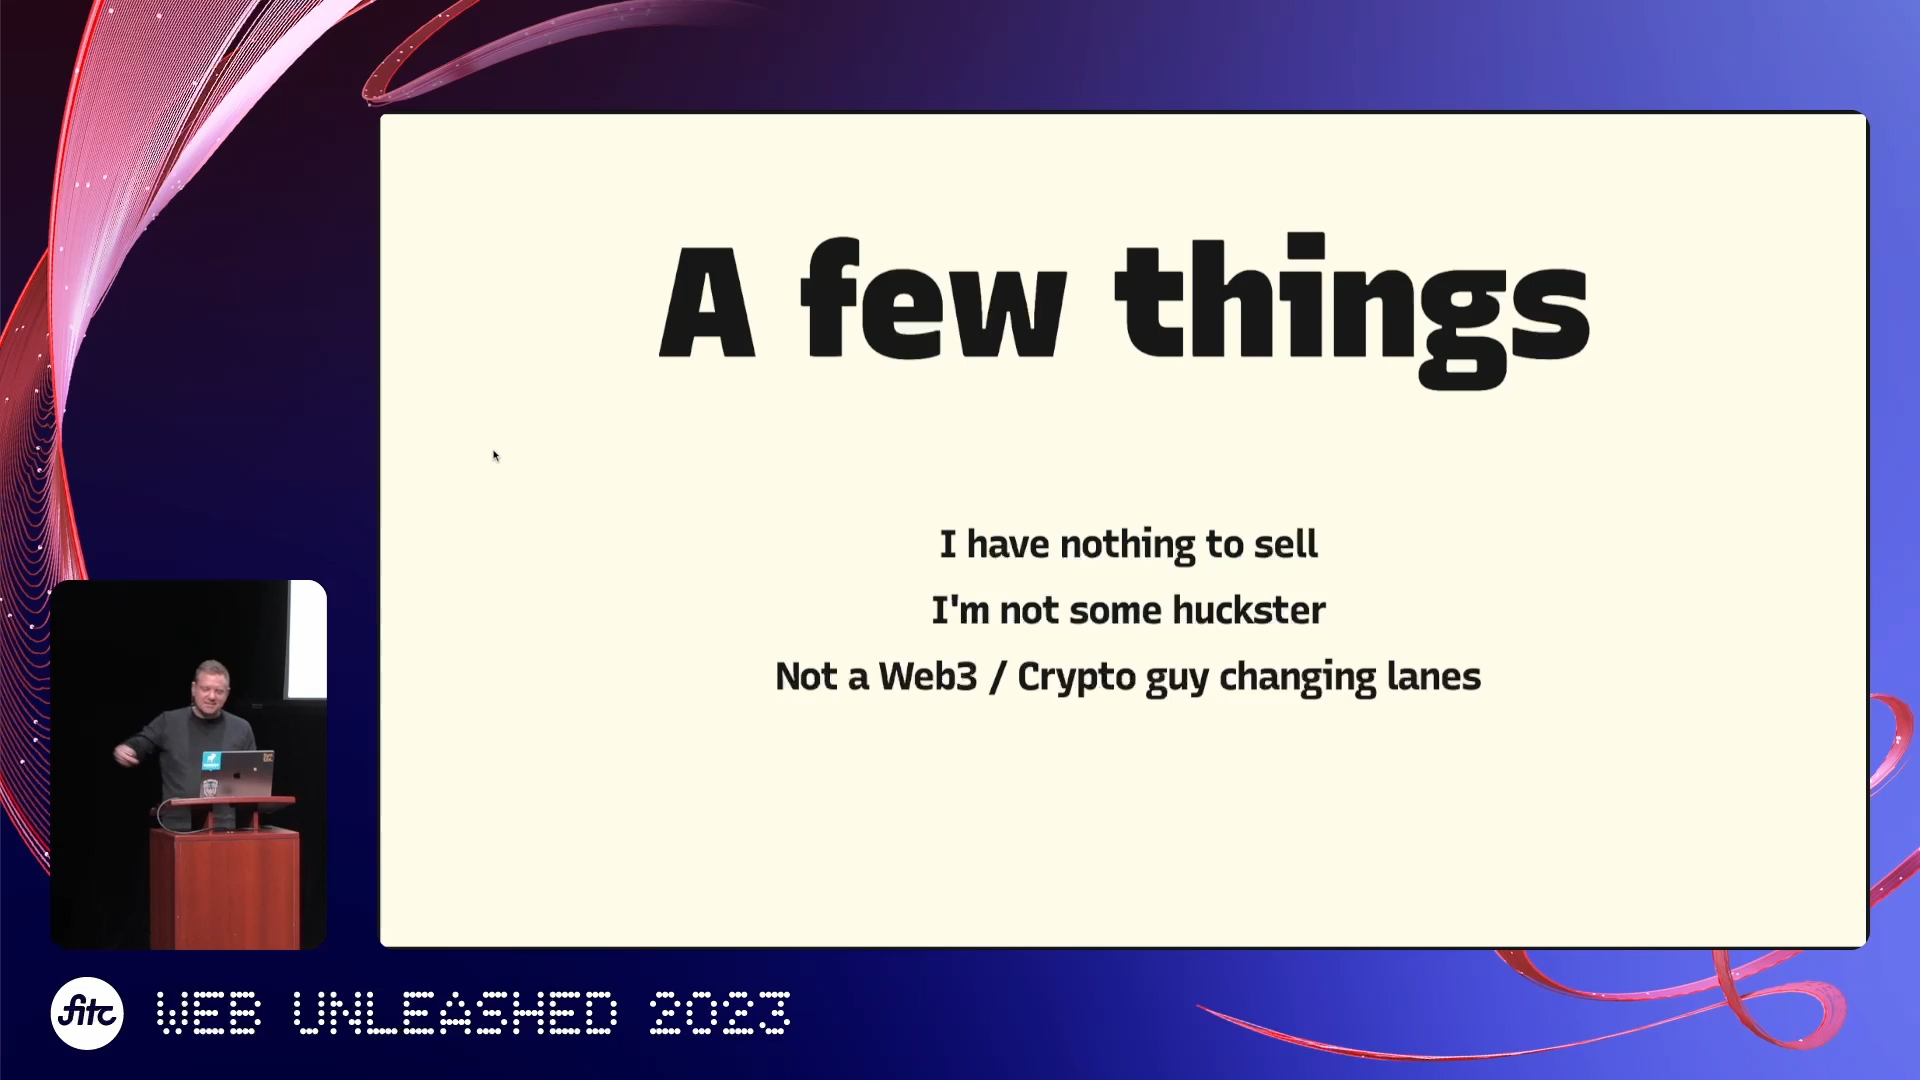 A few things
I have nothing to sell
I'm not some huckster
Not a Web3 / Crypto guy changing lanes
fitc
WEB UNLEASHED 2023